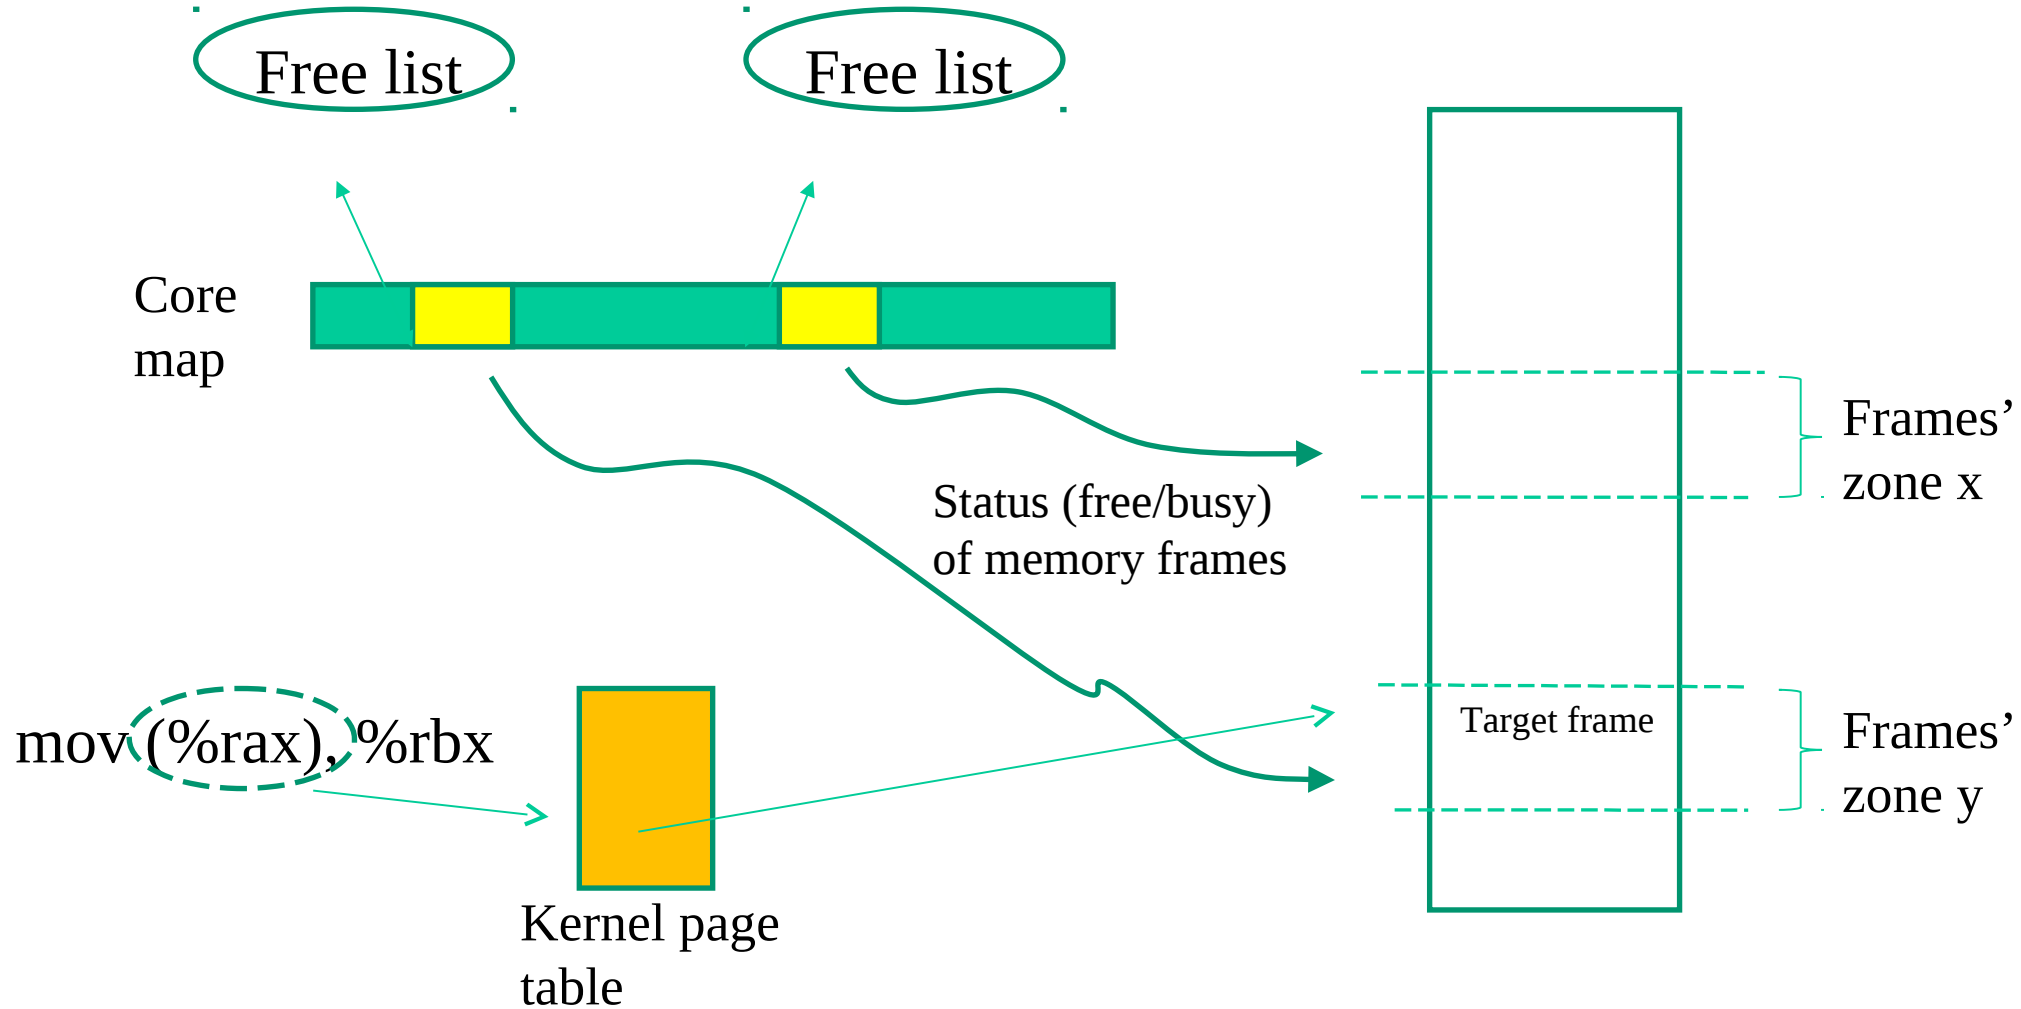 Free list
Free list
Core
map
Frames’
zone x
Status (free/busy)
of memory frames
Target frame
mov (%rax), %rbx
Frames’
zone y
Kernel page
table